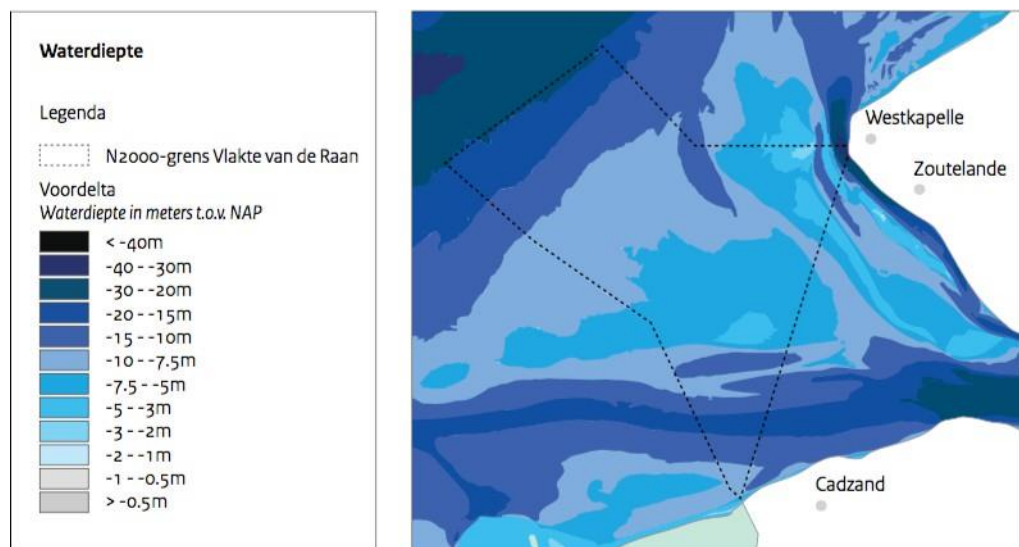 Waterdiepte
Legenda
N2000-grens Vlakte van de Raan
Voordelta
Waterdiepte in meters t.o.v. NAP
< -40m
-40 - -30m
-30 - -20m
-20 - -15m
-15 - -10m
-10 - -7.5m
-7.5 - -5m
-5 - -3m
-3 - -2m
-2 - -1m
-1 - -0.5m
> -0.5m
Westkapelle
Zoutelande
Cadzand